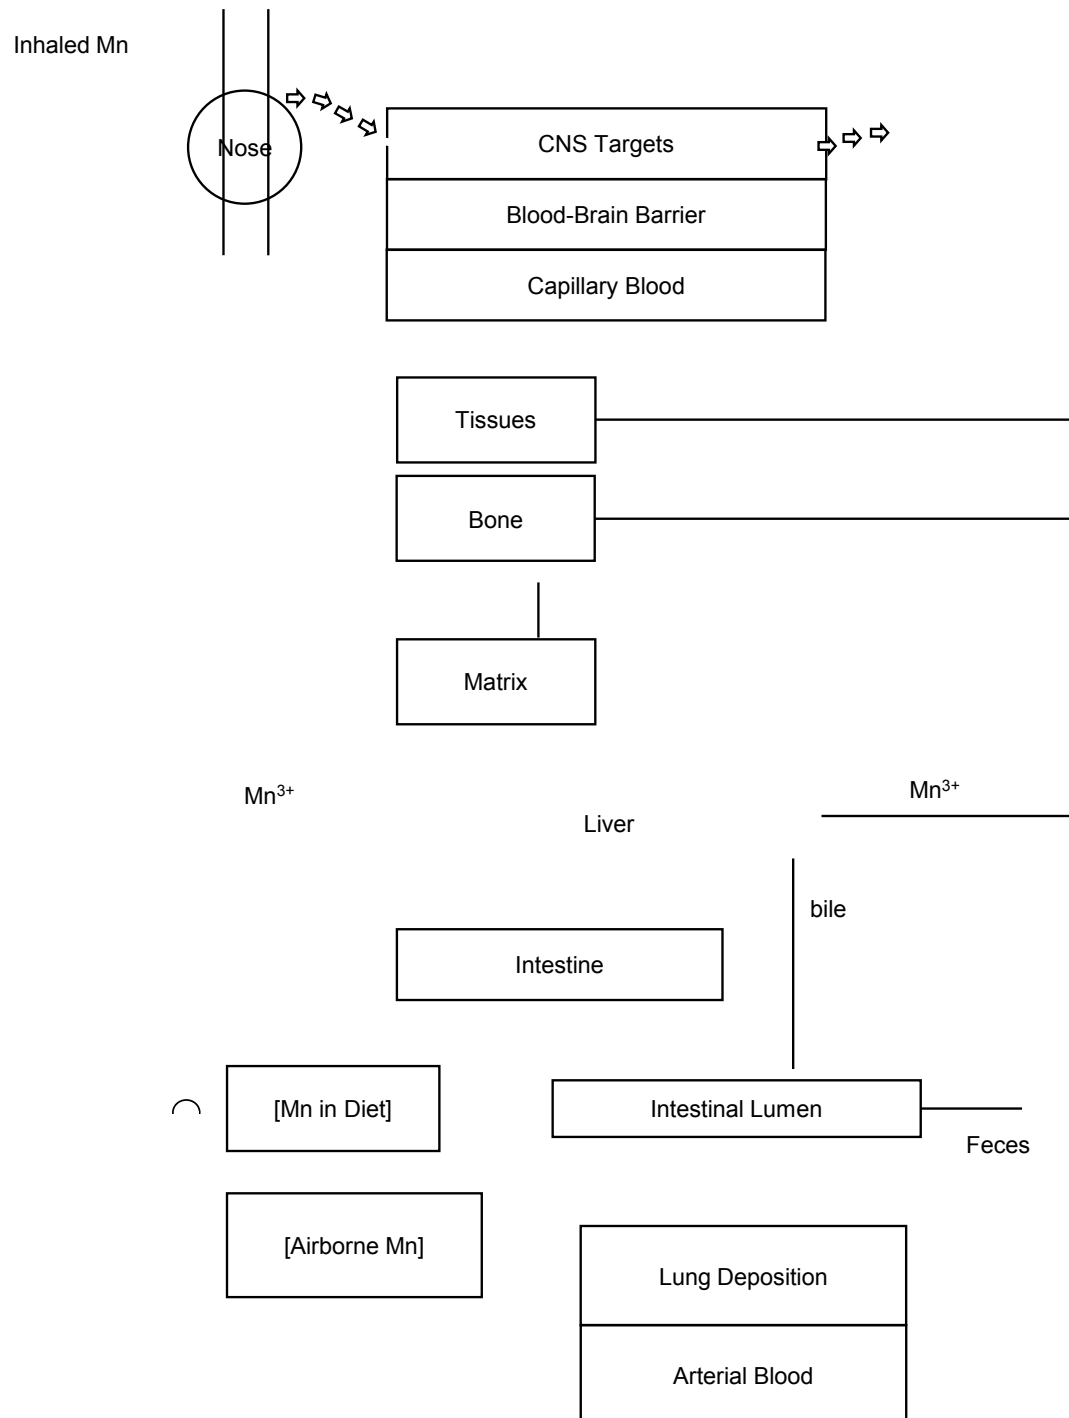 Inhaled Mn
Nose
CNS Targets
Blood-Brain Barrier
Capillary Blood
Tissues
Bone
Matrix
Mn³⁺
Mn³⁺
Liver
bile
Intestine
[Mn in Diet]
Intestinal Lumen
Feces
[Airborne Mn]
Lung Deposition
Arterial Blood